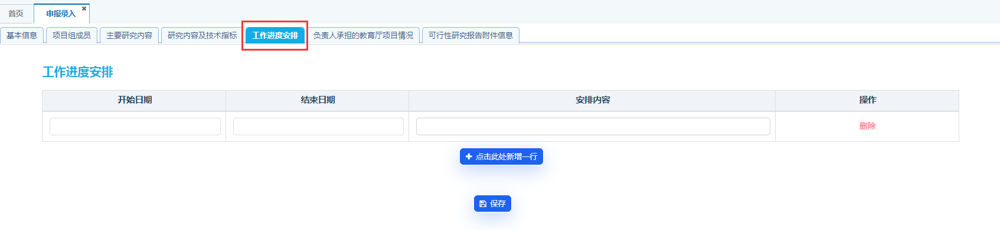 首页 申报录入
基本信息 项目组成员 主要研究内容 研究内容及技术指标 工作进度安排 负责人承担的教育厅项目情况 可行性研究报告附件信息
工作进度安排
开始日期 结束日期 安排内容 操作
删除
点击此处新增一行
保存